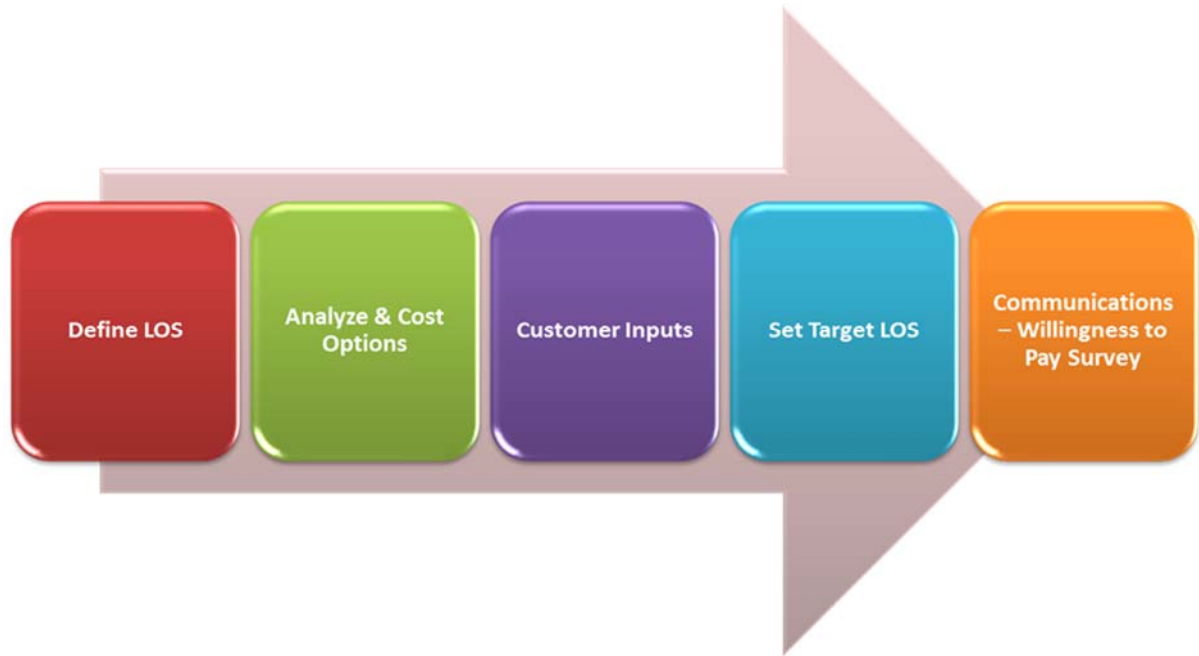 Define LOS
Analyze & Cost
Options
Customer Inputs
Set Target LOS
Communications
– Willingness to
Pay Survey